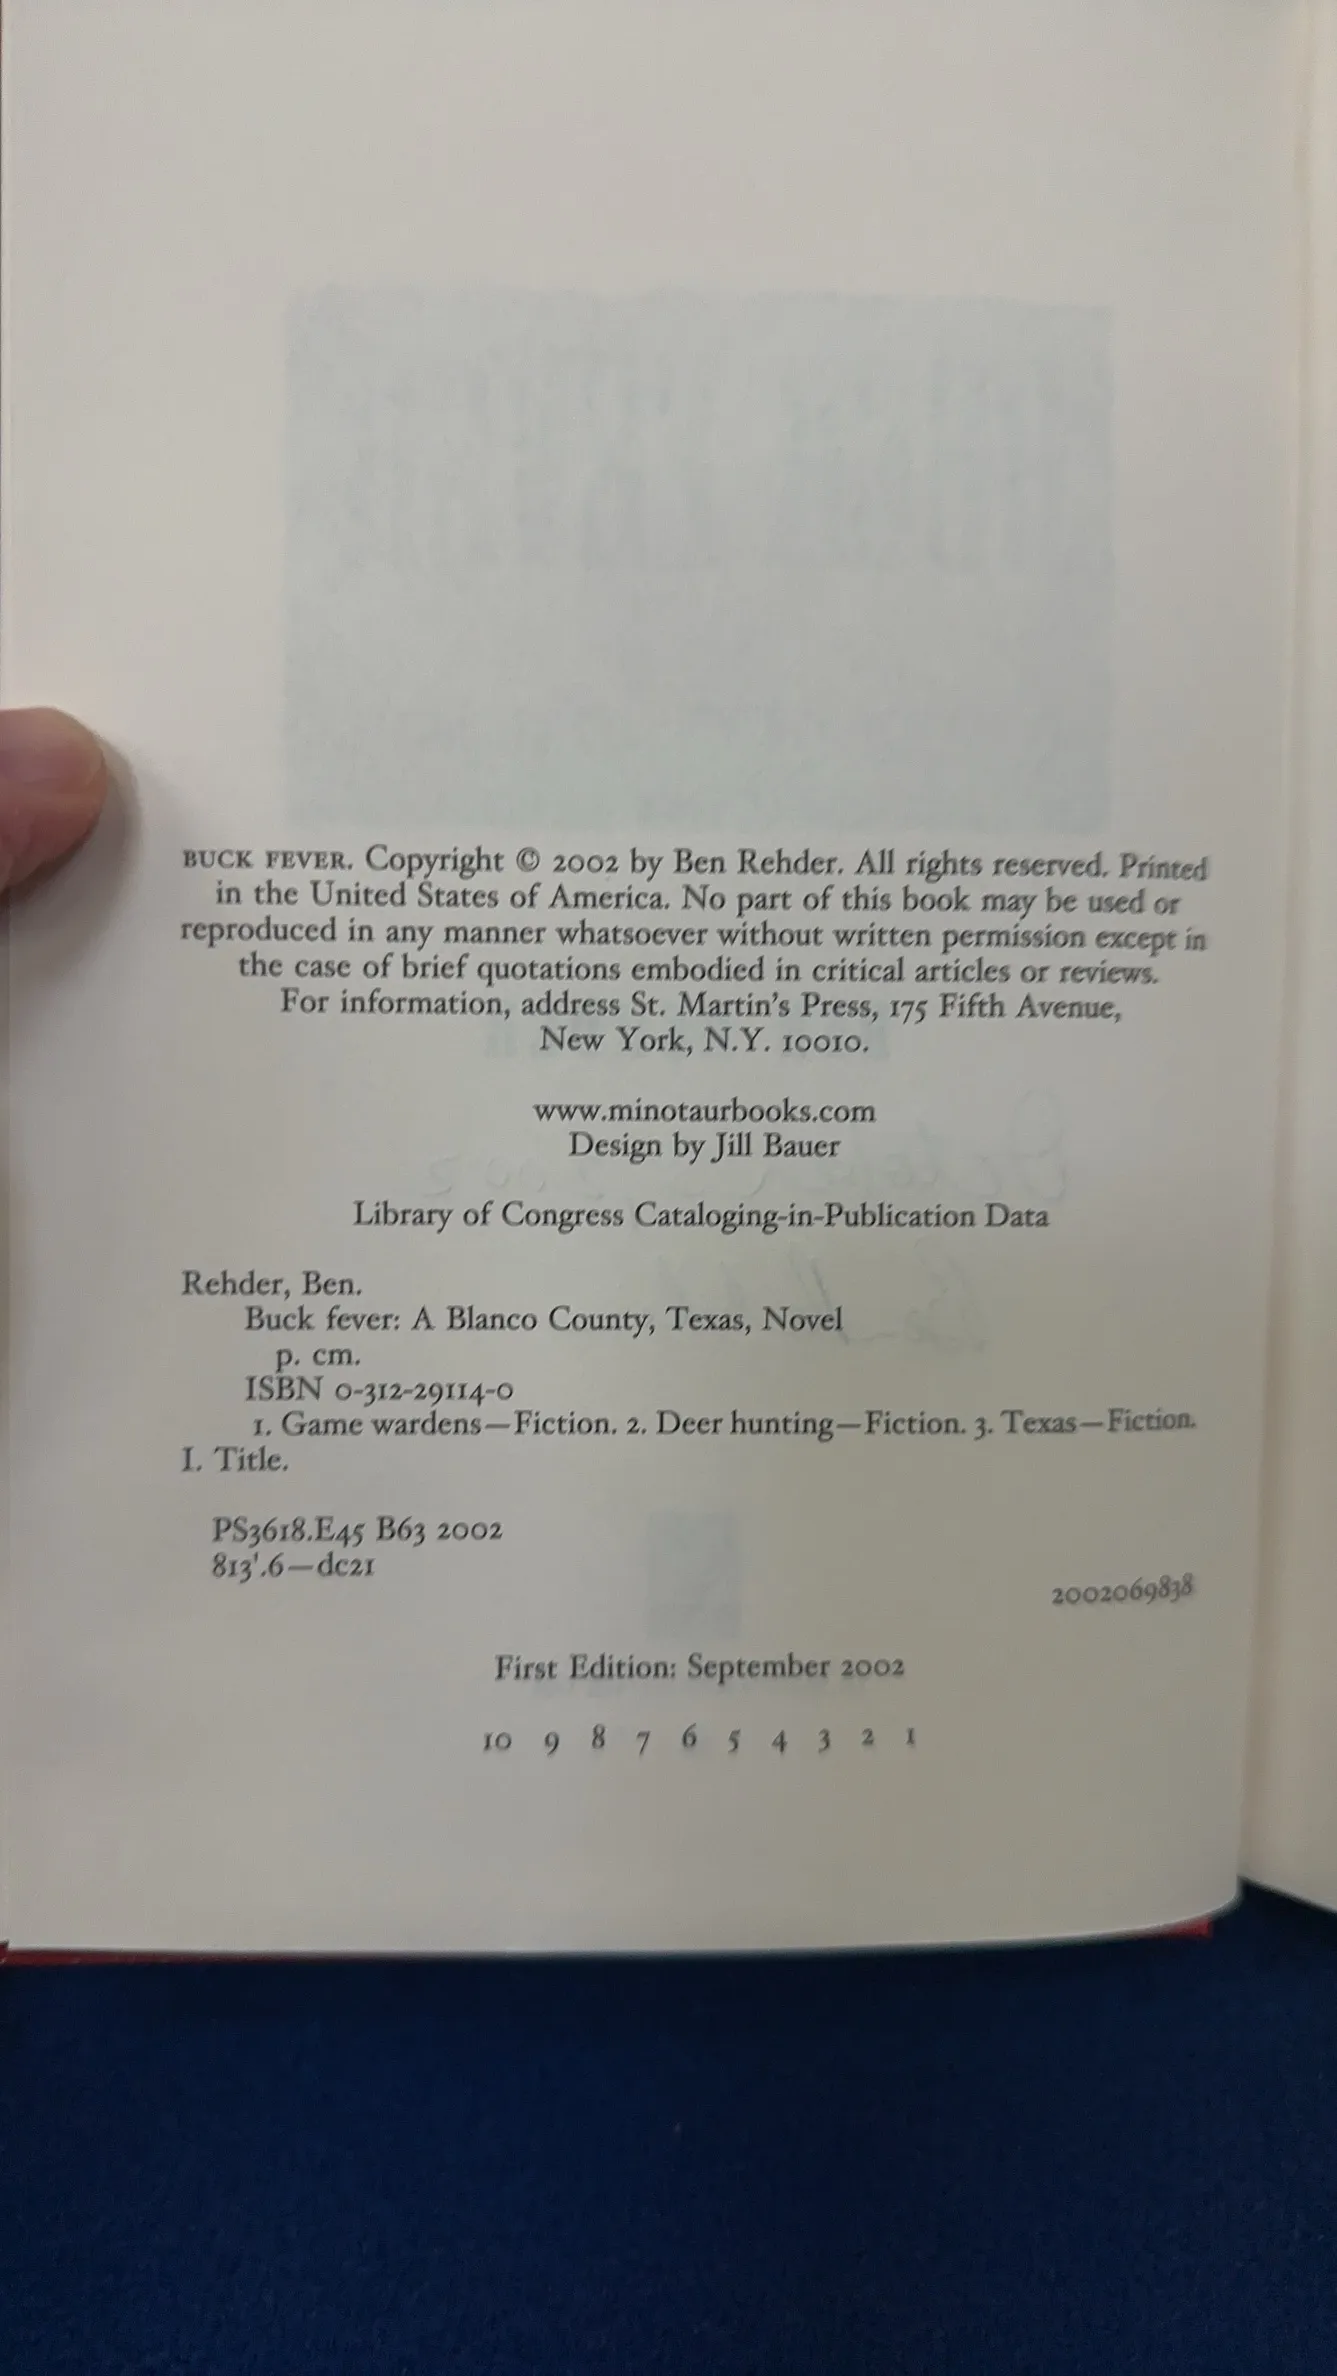 BUCK FEVER. Copyright © 2002 by Ben Rehder. All rights reserved. Printed
in the United States of America. No part of this book may be used or
reproduced in any manner whatsoever without written permission except in
the case of brief quotations embodied in critical articles or reviews.
For information, address St. Martin's Press, 175 Fifth Avenue,
New York, N.Y. 10010.
www.minotaurbooks.com
Design by Jill Bauer
Library of Congress Cataloging-in-Publication Data
Rehder, Ben.
Buck fever: A Blanco County, Texas, Novel
p. cm.
ISBN 0-312-29114-0
1. Game wardens—Fiction. 2. Deer hunting—Fiction. 3. Texas—Fiction.
I. Title.
PS3618.E45 B63 2002
813'.6—dc21
2002069838
First Edition: September 2002
10 9 8 7 6 5 4 3 2 1